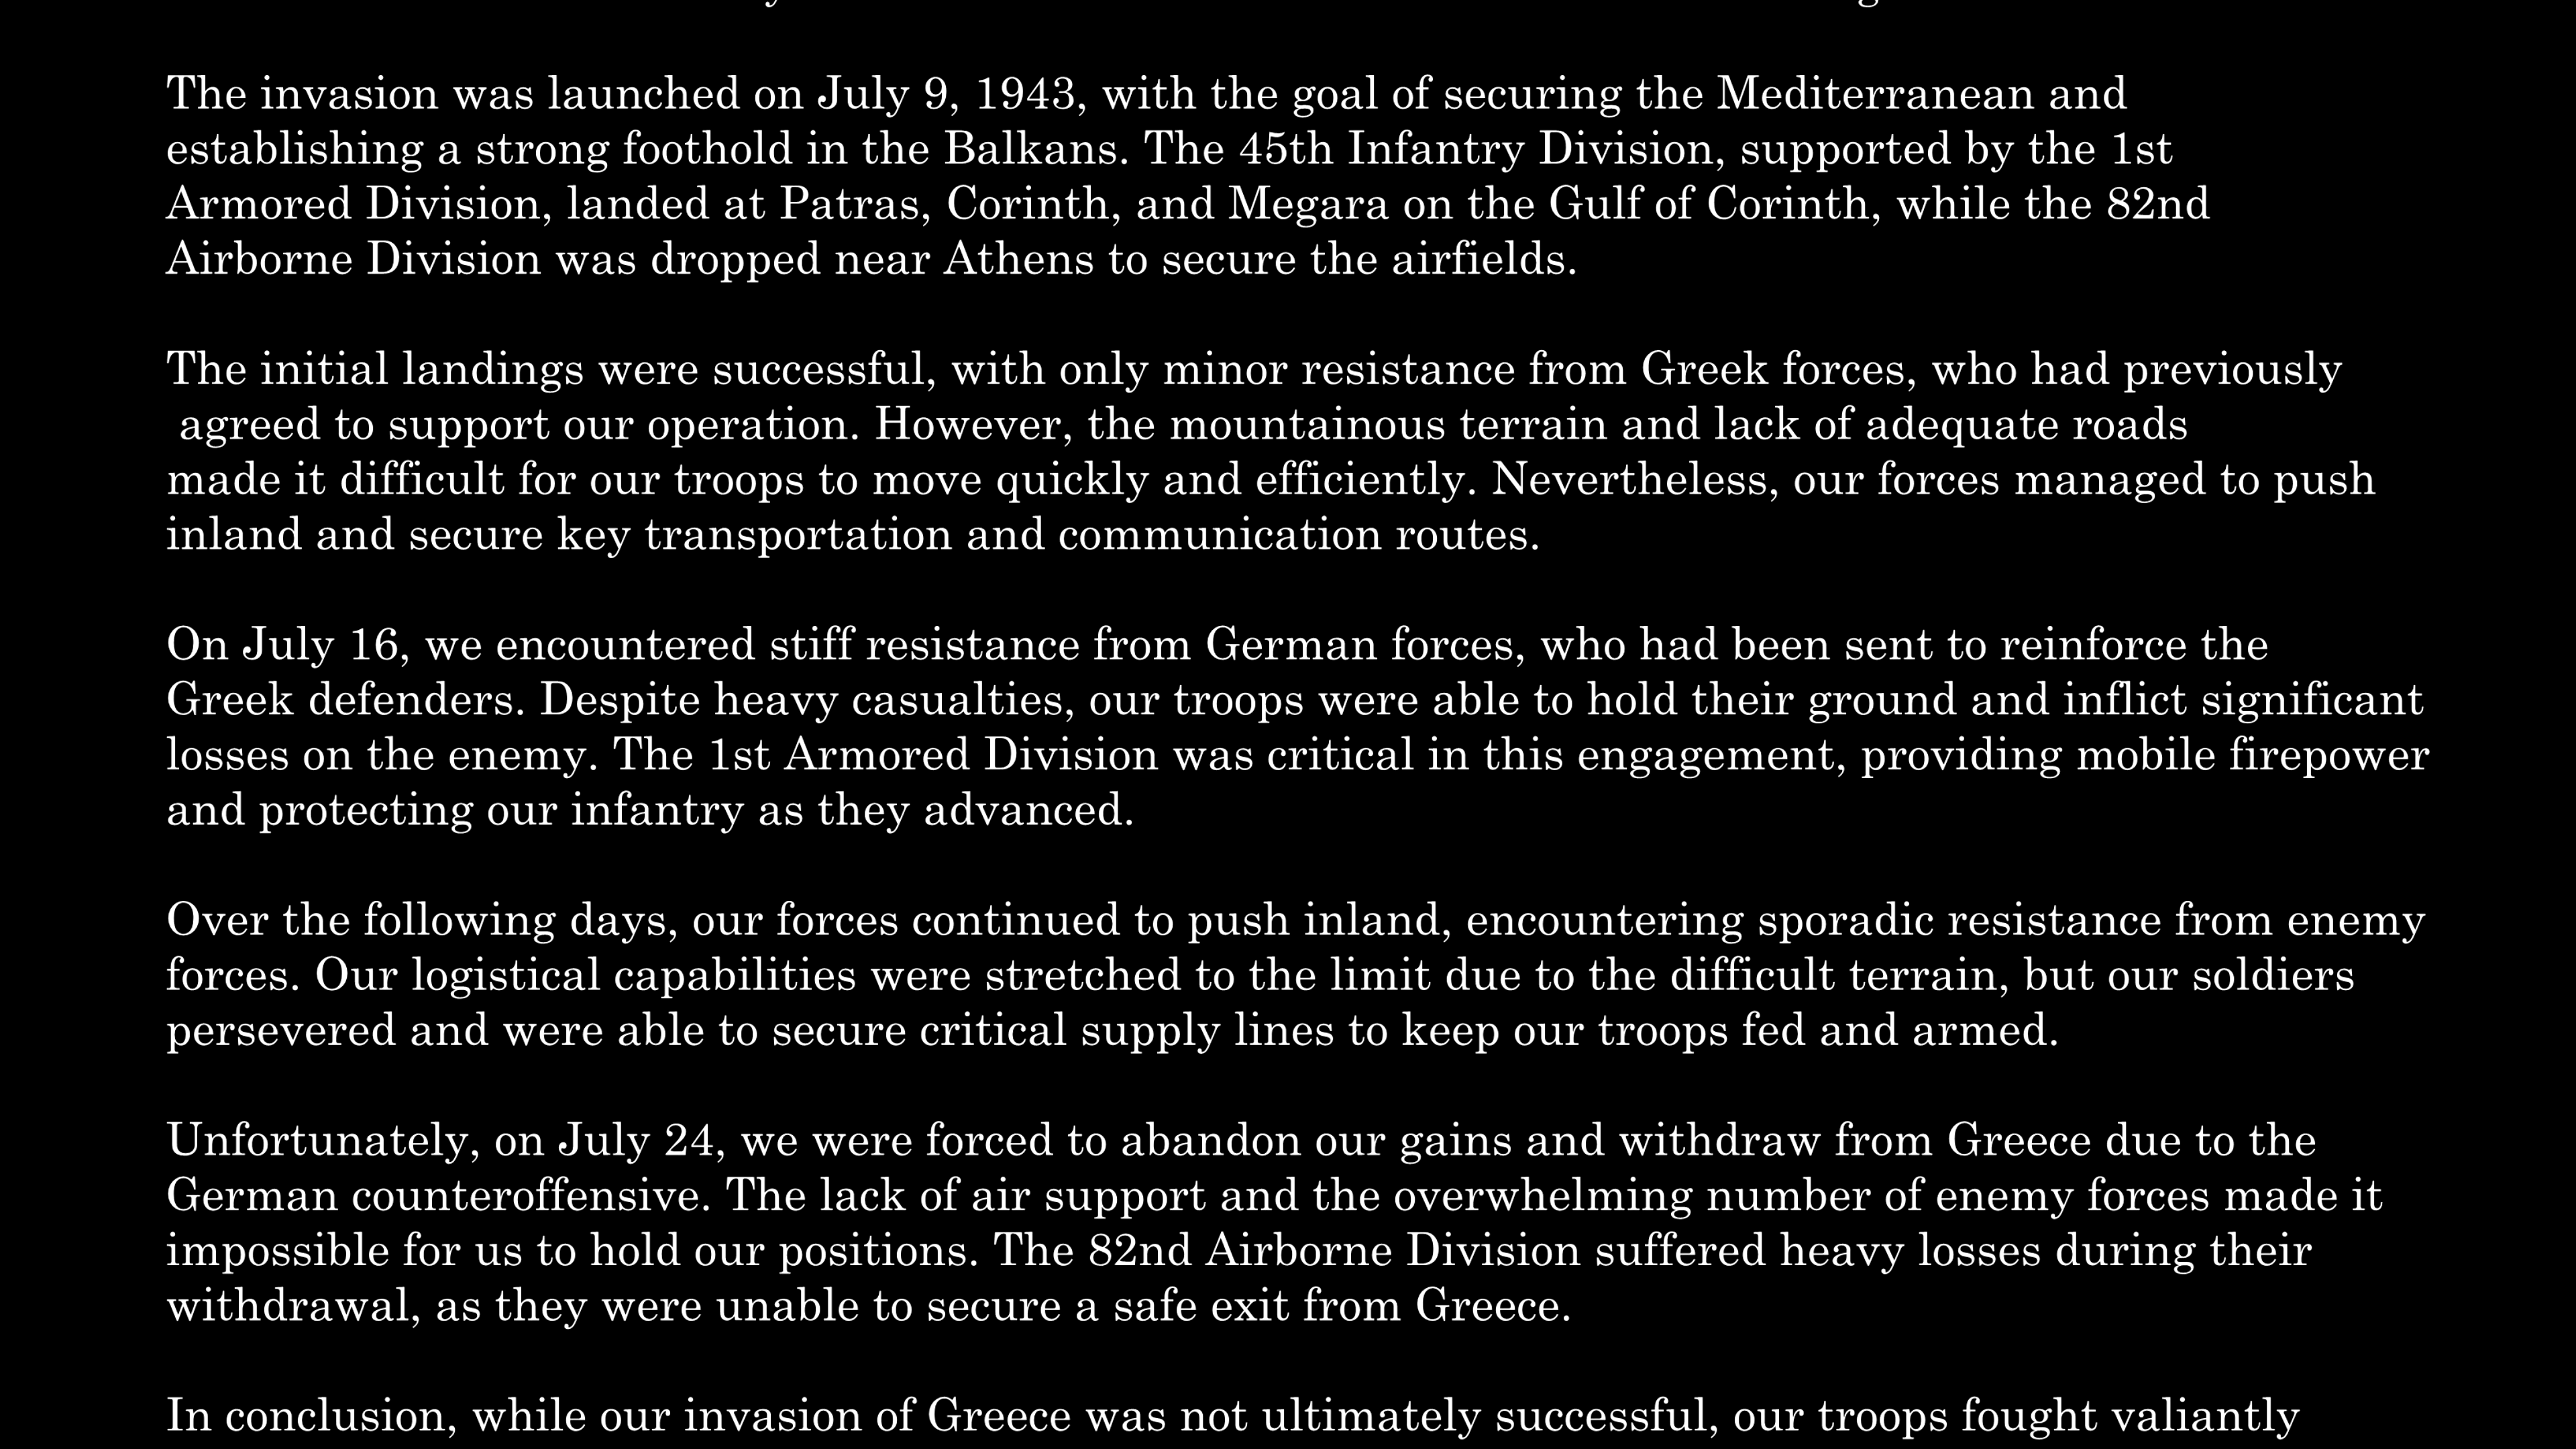 The invasion was launched on July 9, 1943, with the goal of securing the Mediterranean and
establishing a strong foothold in the Balkans. The 45th Infantry Division, supported by the 1st
Armored Division, landed at Patras, Corinth, and Megara on the Gulf of Corinth, while the 82nd
Airborne Division was dropped near Athens to secure the airfields.
The initial landings were successful, with only minor resistance from Greek forces, who had previously
agreed to support our operation. However, the mountainous terrain and lack of adequate roads
made it difficult for our troops to move quickly and efficiently. Nevertheless, our forces managed to push
inland and secure key transportation and communication routes.
On July 16, we encountered stiff resistance from German forces, who had been sent to reinforce the
Greek defenders. Despite heavy casualties, our troops were able to hold their ground and inflict significant
losses on the enemy. The 1st Armored Division was critical in this engagement, providing mobile firepower
and protecting our infantry as they advanced.
Over the following days, our forces continued to push inland, encountering sporadic resistance from enemy
forces. Our logistical capabilities were stretched to the limit due to the difficult terrain, but our soldiers
persevered and were able to secure critical supply lines to keep our troops fed and armed.
Unfortunately, on July 24, we were forced to abandon our gains and withdraw from Greece due to the
German counteroffensive. The lack of air support and the overwhelming number of enemy forces made it
impossible for us to hold our positions. The 82nd Airborne Division suffered heavy losses during their
withdrawal, as they were unable to secure a safe exit from Greece.
In conclusion, while our invasion of Greece was not ultimately successful, our troops fought valiantly